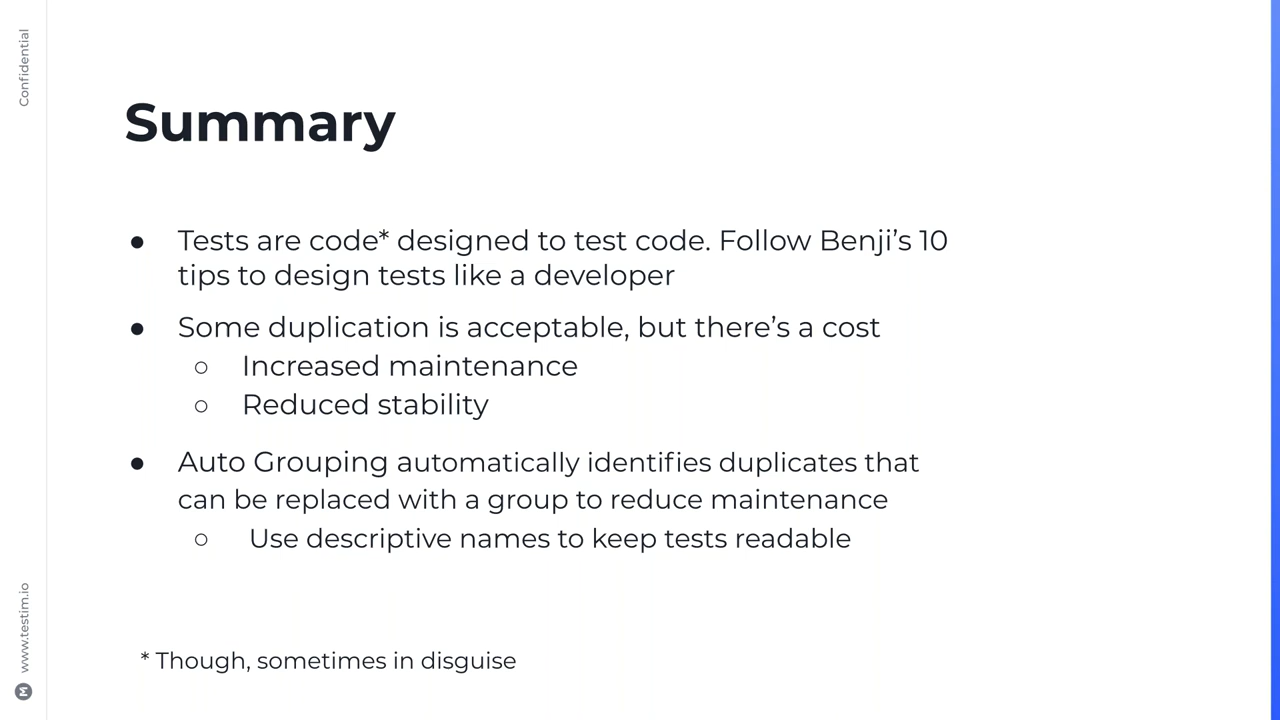 Confidential
Summary
● Tests are code* designed to test code. Follow Benji’s 10
tips to design tests like a developer
● Some duplication is acceptable, but there’s a cost
○ Increased maintenance
○ Reduced stability
● Auto Grouping automatically identifies duplicates that
can be replaced with a group to reduce maintenance
○ Use descriptive names to keep tests readable
* Though, sometimes in disguise
www.testim.io